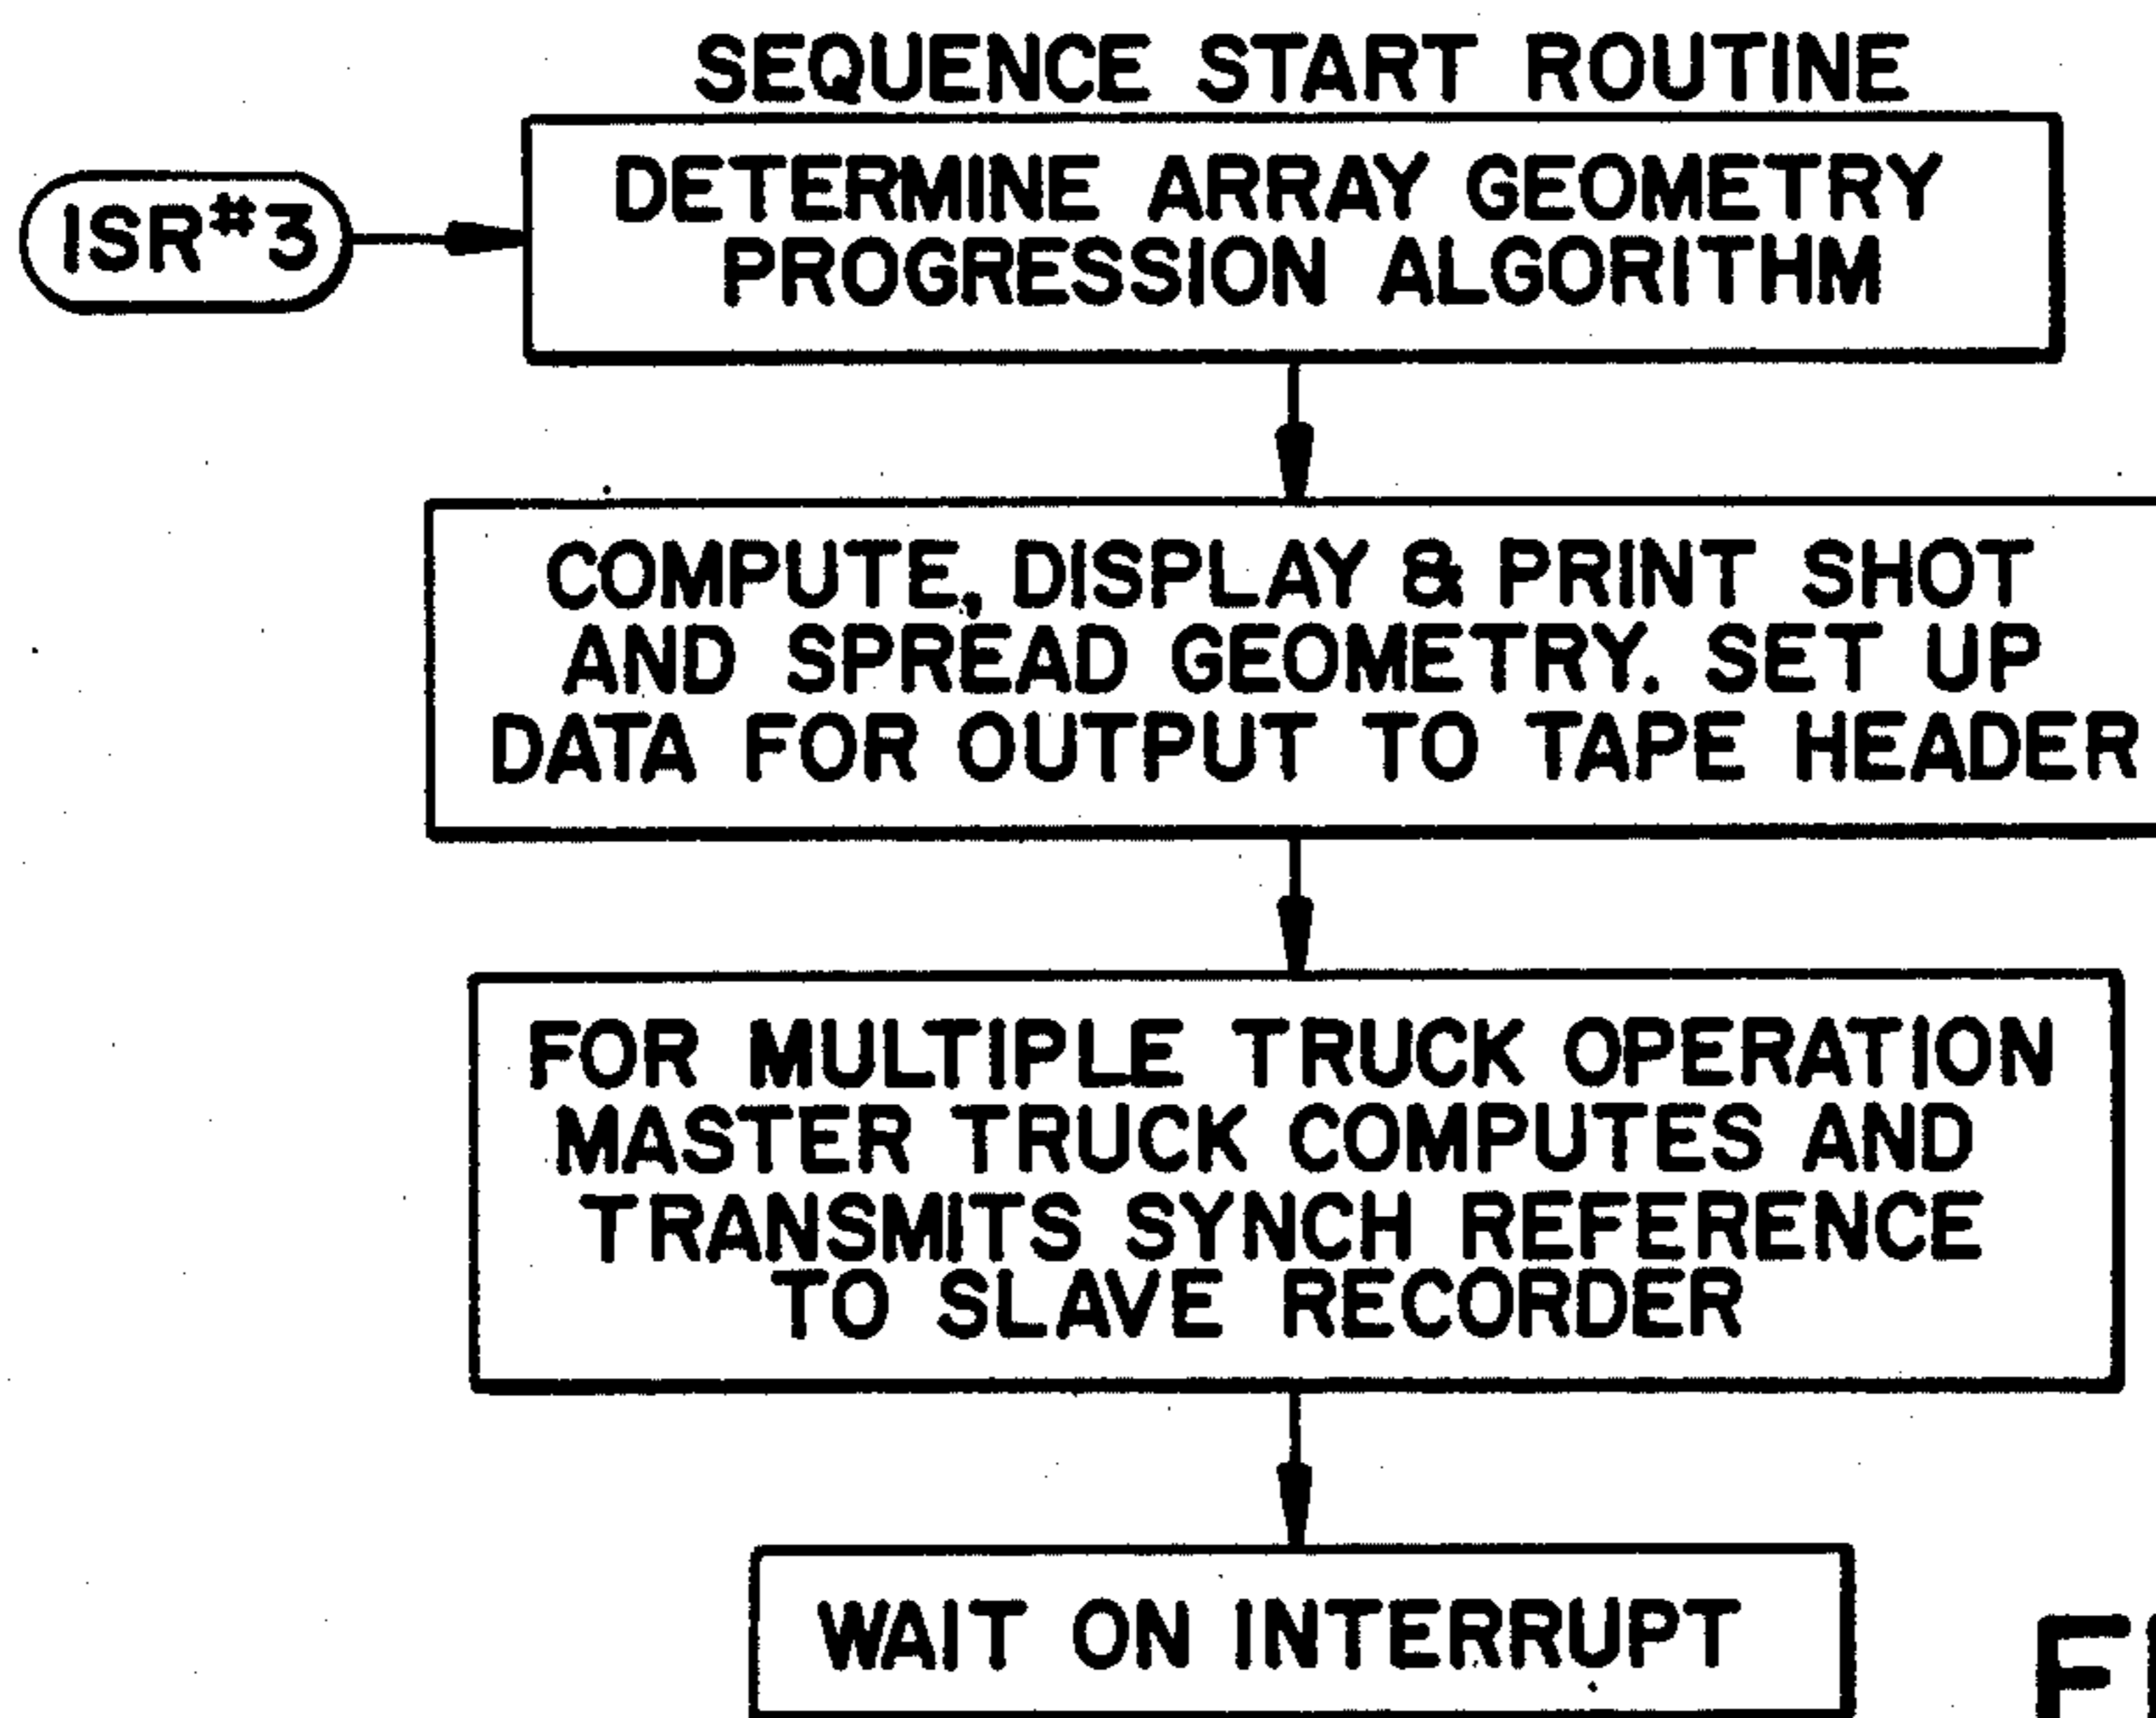 SEQUENCE START ROUTINE
ISR#3
DETERMINE ARRAY GEOMETRY
PROGRESSION ALGORITHM
COMPUTE, DISPLAY & PRINT SHOT
AND SPREAD GEOMETRY. SET UP
DATA FOR OUTPUT TO TAPE HEADER
FOR MULTIPLE TRUCK OPERATION
MASTER TRUCK COMPUTES AND
TRANSMITS SYNCH REFERENCE
TO SLAVE RECORDER
WAIT ON INTERRUPT